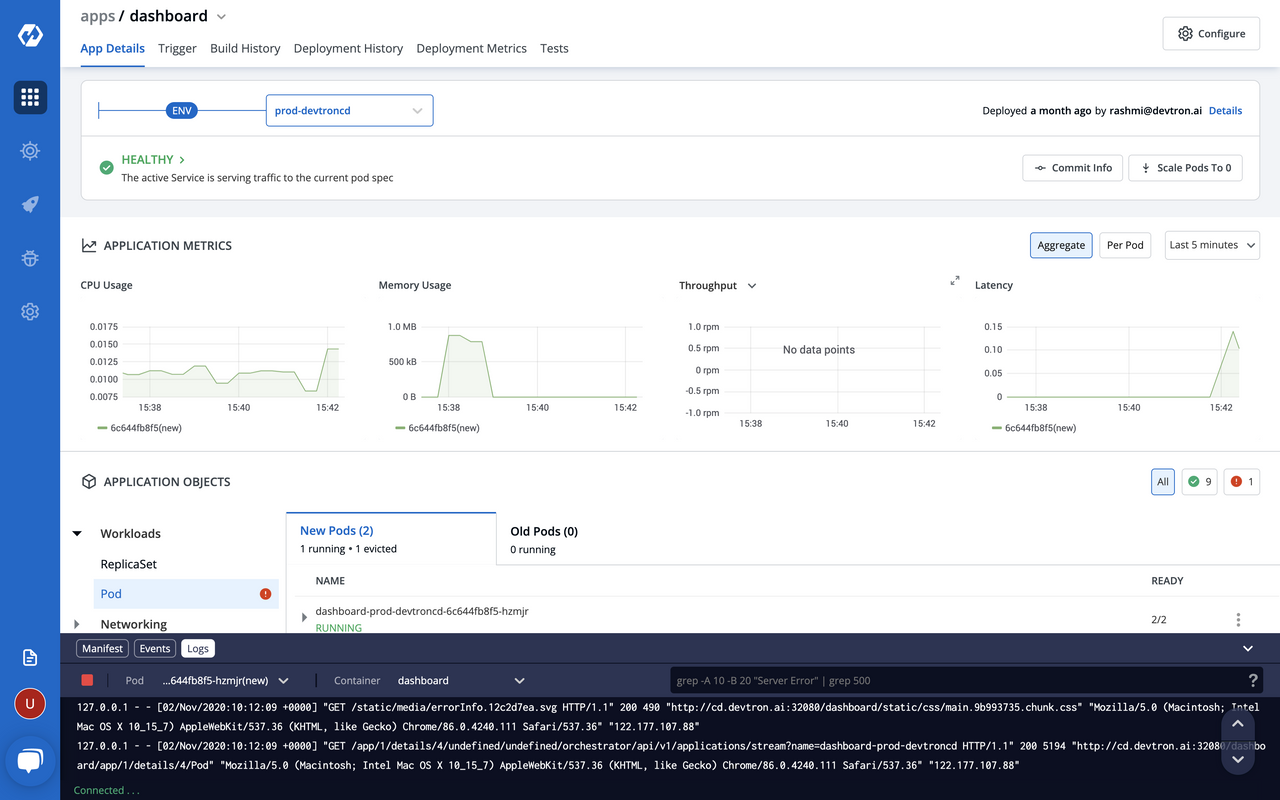 apps / dashboard
App Details Trigger Build History Deployment History Deployment Metrics Tests
Configure
ENV
prod-devtroncd
Deployed a month ago by rashmi@devtron.ai Details
HEALTHY
The active Service is serving traffic to the current pod spec
Commit Info
Scale Pods To 0
APPLICATION METRICS
Aggregate
Per Pod
Last 5 minutes
CPU Usage
0.0175
0.0150
0.0125
0.0100
0.0075
15:38 15:40 15:42
6c644fb8f5(new)
Memory Usage
1.0 MB
500 kB
0 B
15:38 15:40 15:42
6c644fb8f5(new)
Throughput
1.0 rpm
0.5 rpm
0 rpm
-0.5 rpm
-1.0 rpm
No data points
15:38 15:40 15:42
Latency
0.15
0.10
0.05
0
15:38 15:40 15:42
6c644fb8f5(new)
APPLICATION OBJECTS
All
9
1
Workloads
ReplicaSet
Pod
Networking
New Pods (2)
1 running • 1 evicted
Old Pods (0)
0 running
NAME READY
dashboard-prod-devtroncd-6c644fb8f5-hzmjr
RUNNING
2/2
Manifest Events Logs
Pod ...644fb8f5-hzmjr(new) Container dashboard
grep -A 10 -B 20 "Server Error" | grep 500
?
127.0.0.1 - - [02/Nov/2020:10:12:09 +0000] "GET /static/media/errorInfo.12c2d7ea.svg HTTP/1.1" 200 490 "http://cd.devtron.ai:32080/dashboard/static/css/main.9b993735.chunk.css" "Mozilla/5.0 (Macintosh; Intel
Mac OS X 10_15_7) AppleWebKit/537.36 (KHTML, like Gecko) Chrome/86.0.4240.111 Safari/537.36" "122.177.107.88"
127.0.0.1 - - [02/Nov/2020:10:12:09 +0000] "GET /app/1/details/4/undefined/undefined/orchestrator/api/v1/applications/stream?name=dashboard-prod-devtroncd HTTP/1.1" 200 5194 "http://cd.devtron.ai:32080/dashbo
ard/app/1/details/4/Pod" "Mozilla/5.0 (Macintosh; Intel Mac OS X 10_15_7) AppleWebKit/537.36 (KHTML, like Gecko) Chrome/86.0.4240.111 Safari/537.36" "122.177.107.88"
Connected . . .
U